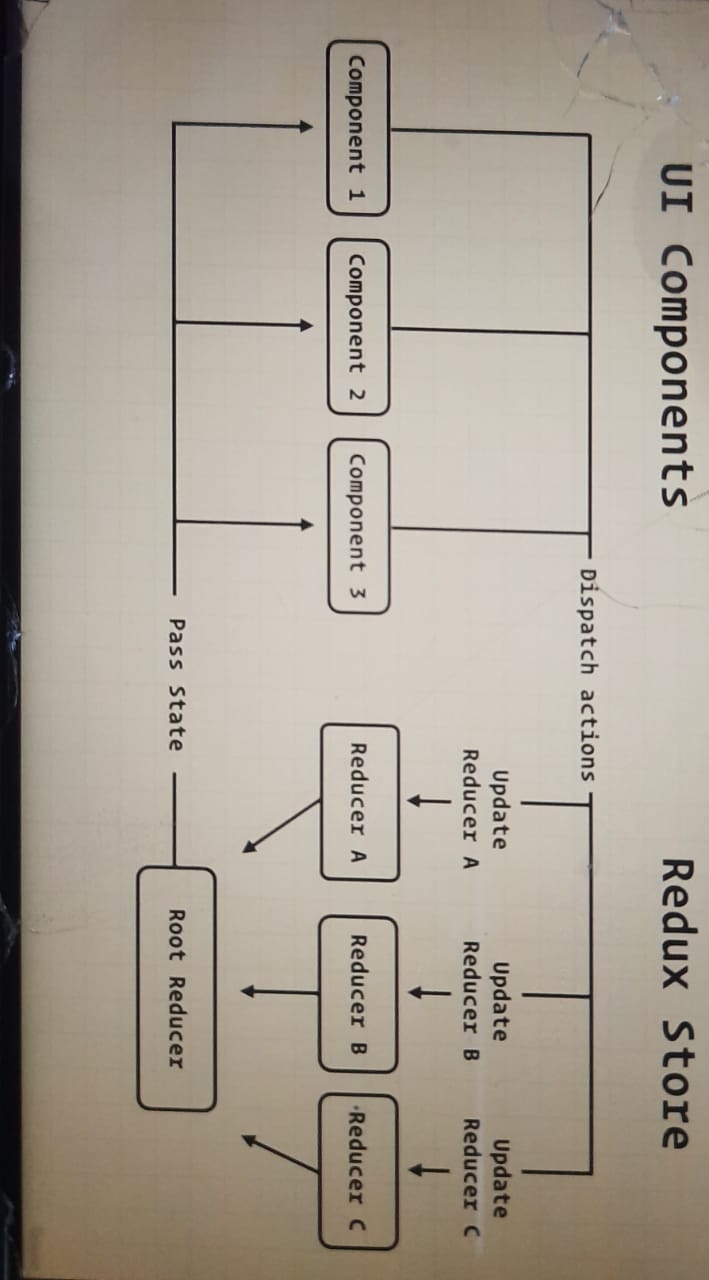 UI Components
Redux Store
Dispatch actions
Update
Reducer A
Update
Reducer B
Update
Reducer C
Component 1
Component 2
Component 3
Reducer A
Reducer B
Reducer C
Pass State
Root Reducer